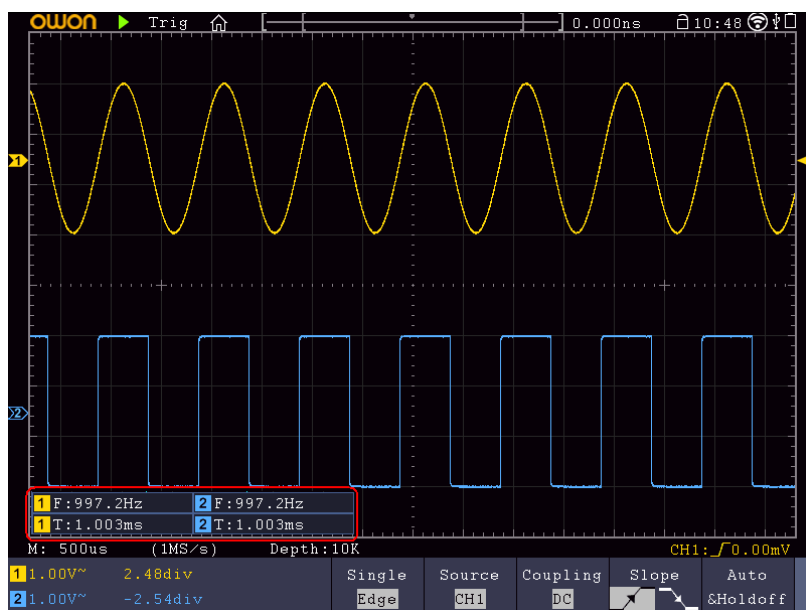 OWON Trig 0.000ns 10:48
1
2
1 F:997.2Hz 2 F:997.2Hz
1 T:1.003ms 2 T:1.003ms
M: 500us (1MS/s) Depth:10K CH1:0.00mV
1 1.00V~ 2.48div Single Source Coupling Slope Auto
2 1.00V~ -2.54div Edge CH1 DC &Holdoff